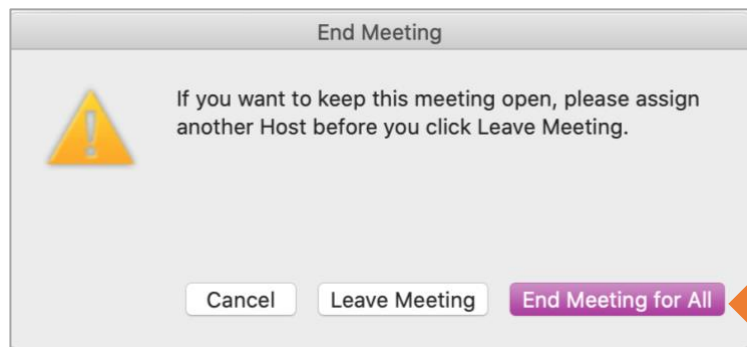 End Meeting
If you want to keep this meeting open, please assign
another Host before you click Leave Meeting.
Cancel Leave Meeting End Meeting for All